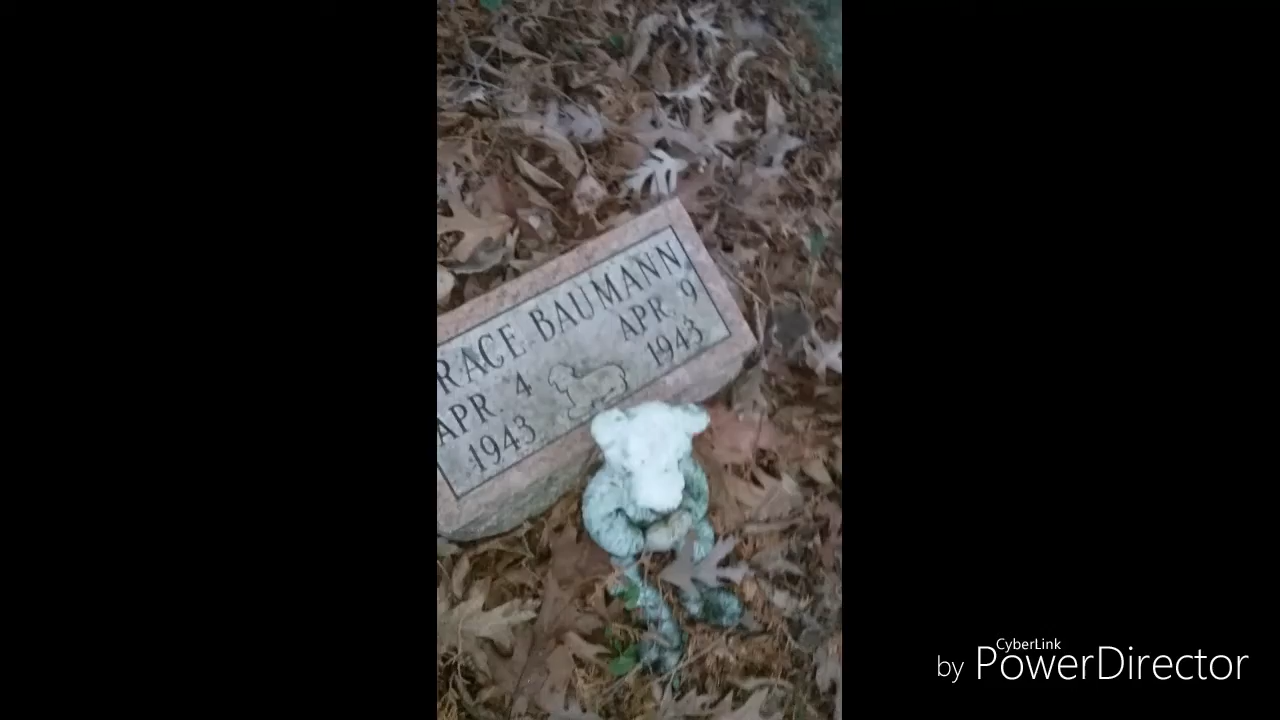 RACE BAUMANN
APR. 4 APR. 9
1943 1943
CyberLink
by PowerDirector